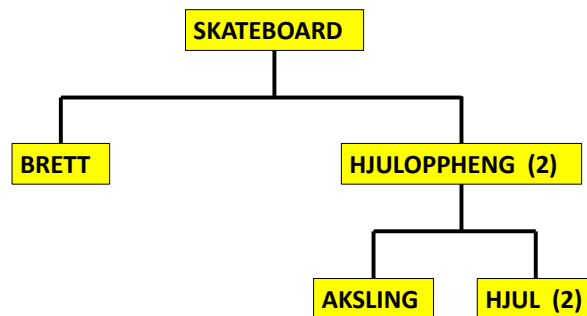 SKATEBOARD
BRETT
HJULOPPHENG (2)
AKSLING
HJUL (2)